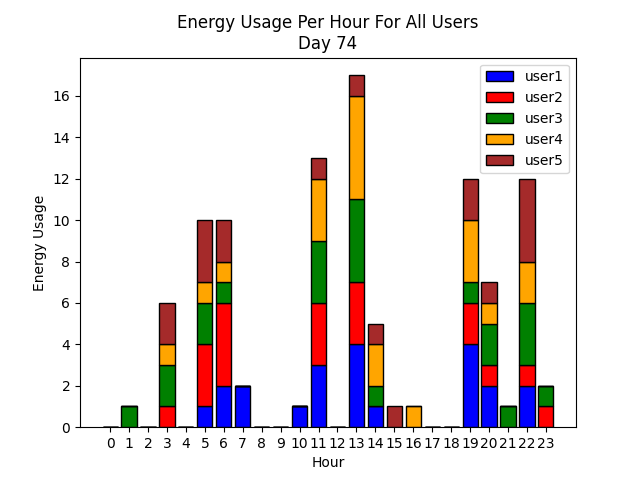 Energy Usage Per Hour For All Users
Day 74
user1
user2
user3
user4
user5
Energy Usage
16
14
12
10
8
6
4
2
0
0 1 2 3 4 5 6 7 8 9 10 11 12 13 14 15 16 17 18 19 20 21 22 23
Hour